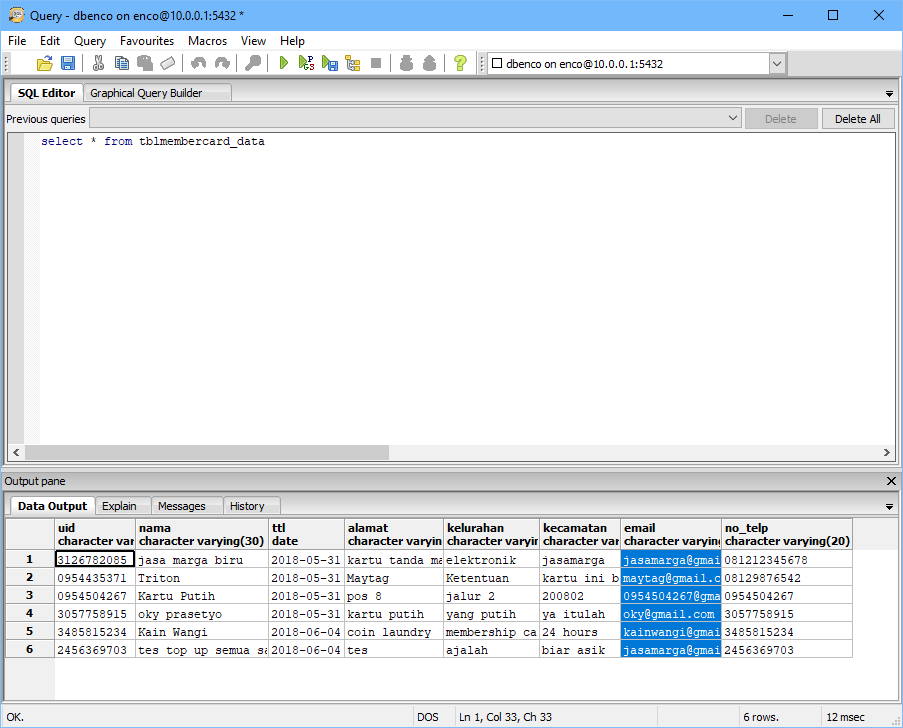 Query - dbenco on enco@10.0.0.1:5432 *
File Edit Query Favourites Macros View Help
dbenco on enco@10.0.0.1:5432
SQL Editor Graphical Query Builder
Previous queries Delete Delete All
select * from tblmembercard_data
Output pane
Data Output Explain Messages History
uid nama ttl alamat kelurahan kecamatan email no_telp
character vary character varying(30) date character varyin character varyin character var character varying character varying(20)
1 3126782085 jasa marga biru 2018-05-31 kartu tanda ma elektronik jasamarga jasamarga@gmai 081212345678
2 0954435371 Triton 2018-05-31 Maytag Ketentuan kartu ini b maytag@gmail.c 08129876542
3 0954504267 Kartu Putih 2018-05-31 pos 8 jalur 2 200802 0954504267@gma 0954504267
4 3057758915 oky prasetyo 2018-05-31 kartu putih yang putih ya itulah oky@gmail.com 3057758915
5 3485815234 Kain Wangi 2018-06-04 coin laundry membership ca 24 hours kainwangi@gmai 3485815234
6 2456369703 tes top up semua sa 2018-06-04 tes ajalah biar asik jasamarga@gmai 2456369703
OK. DOS Ln 1, Col 33, Ch 33 6 rows. 12 msec